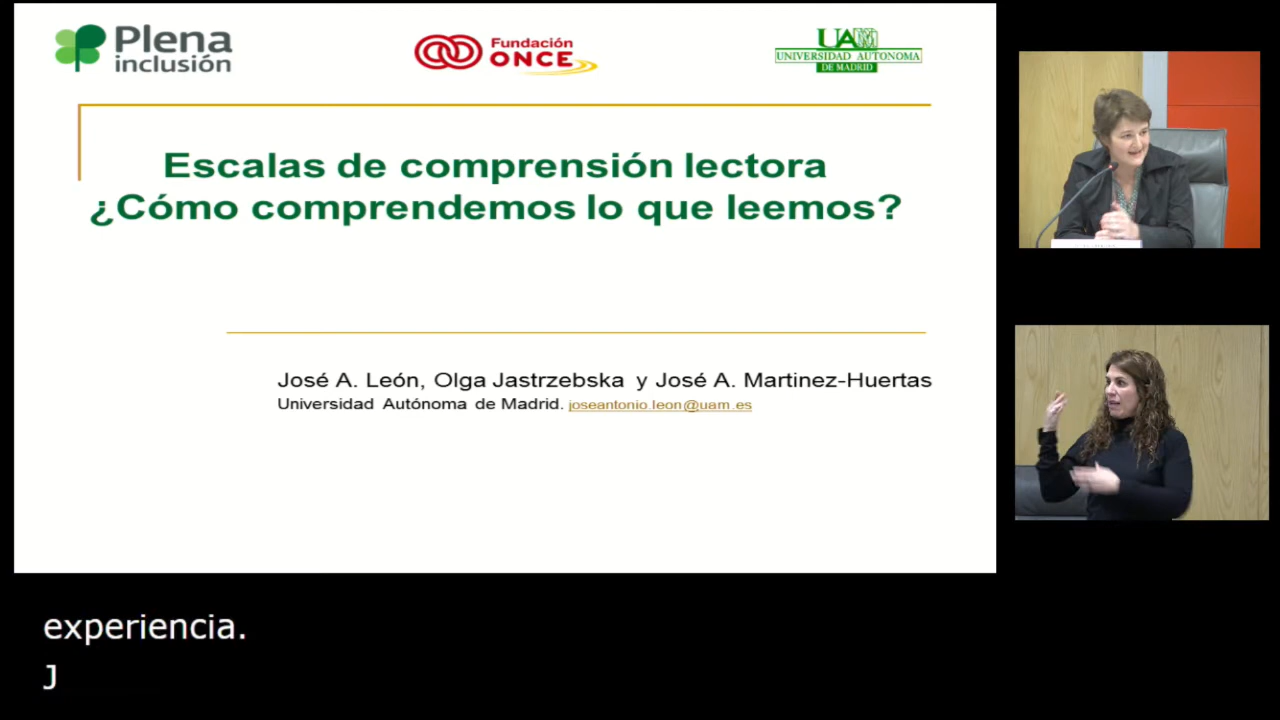 Plena
inclusión
Fundación
ONCE
UAM
UNIVERSIDAD AUTONOMA
DE MADRID
Escalas de comprensión lectora
¿Cómo comprendemos lo que leemos?
José A. León, Olga Jastrzebska y José A. Martinez-Huertas
Universidad Autónoma de Madrid. joseantonio.leon@uam.es
experiencia.
J